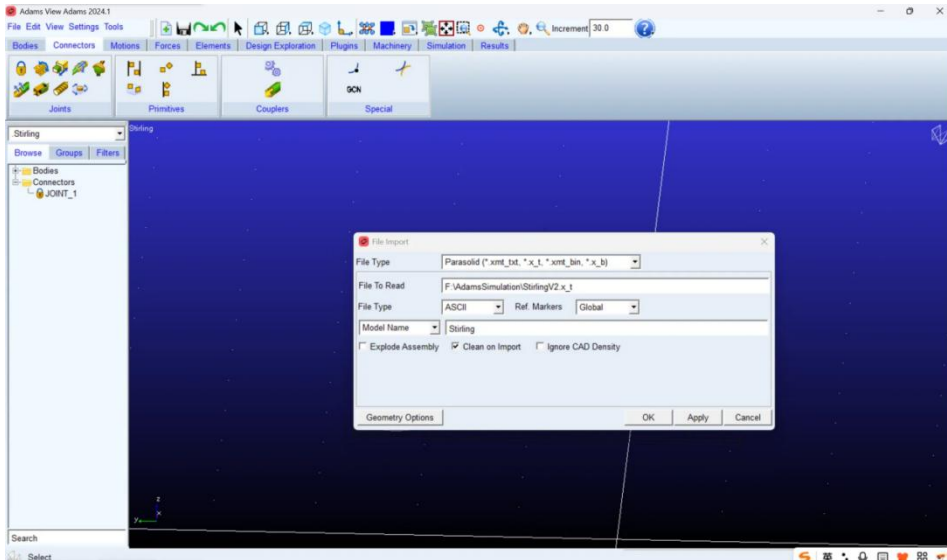 Adams View Adams 2024.1
File Edit View Settings Tools
Increment 30.0
Bodies Connectors Motions Forces Elements Design Exploration Plugins Machinery Simulation Results
GCN
Joints Primitives Couplers Special
.Stirling
Stirling
Browse Groups Filters
Bodies
Connectors
JOINT_1
File Import
File Type Parasolid (*.xmt_txt, *.x_t, *.xmt_bin, *.x_b)
File To Read F:\AdamsSimulation\StirlingV2.x_t
File Type ASCII Ref. Markers Global
Model Name Stirling
Explode Assembly Clean on Import Ignore CAD Density
Geometry Options OK Apply Cancel
z
y x
Search
Select
英